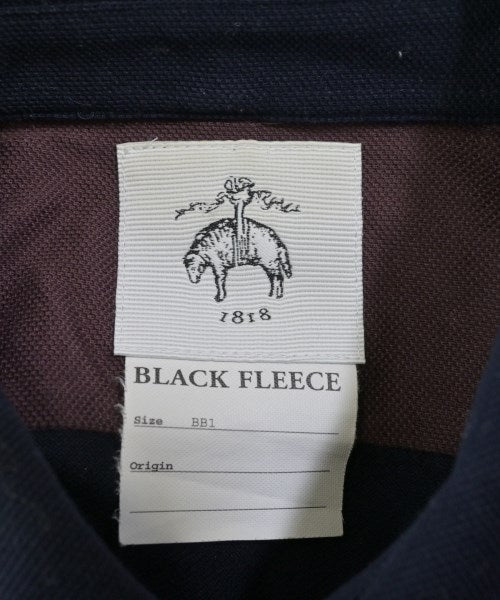 1818
BLACK FLEECE
Size BB1
Origin